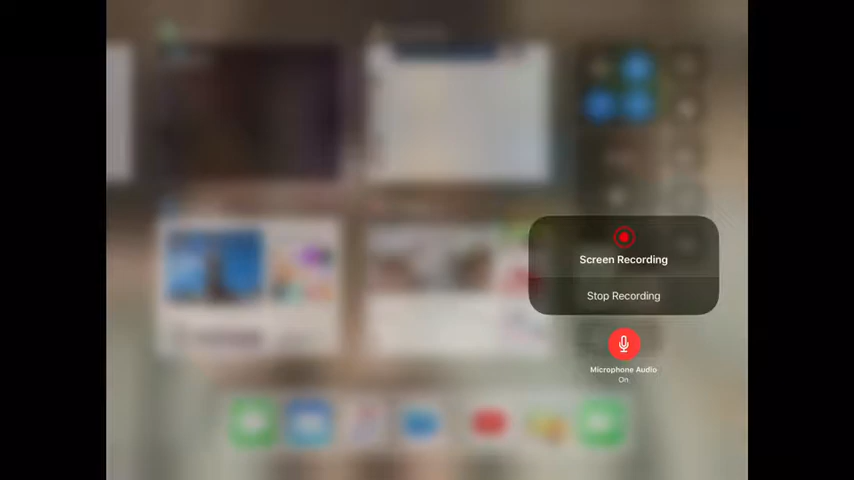 Screen Recording
Stop Recording
Microphone Audio
On